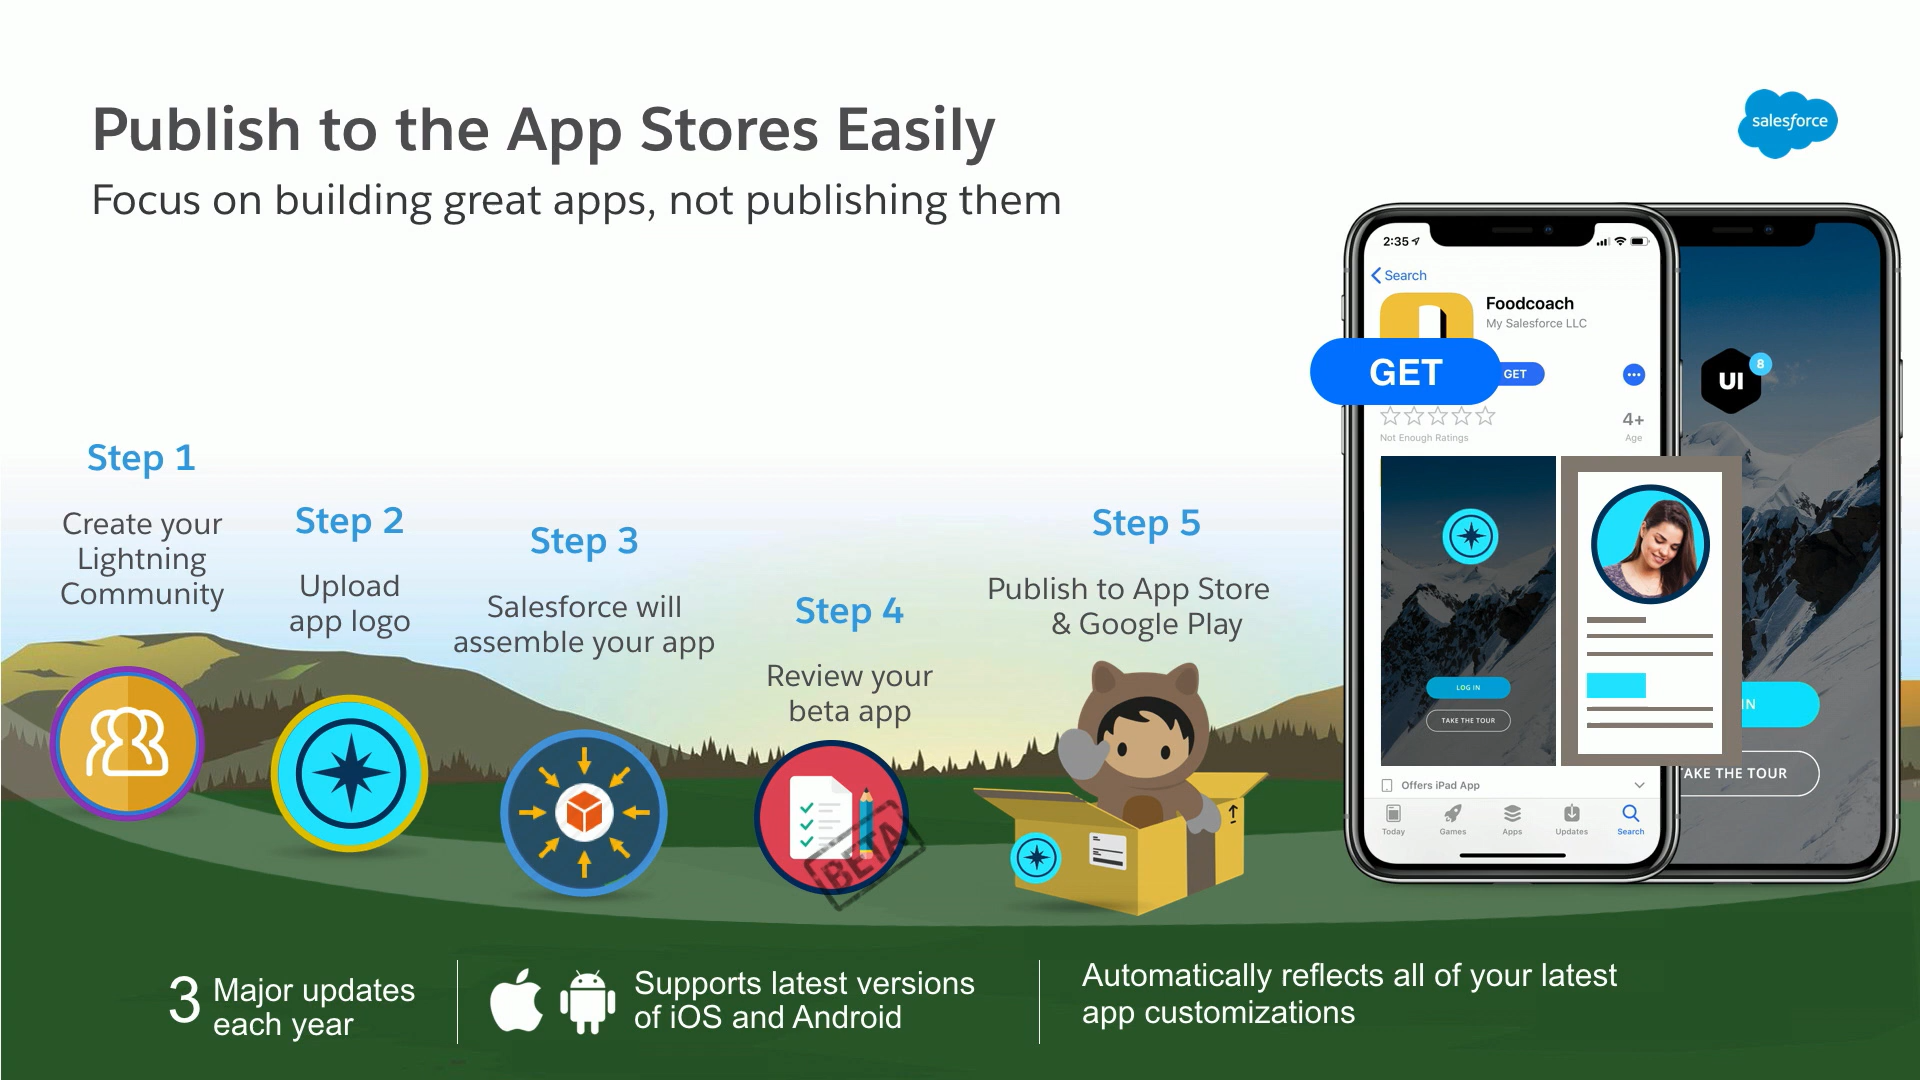 Publish to the App Stores Easily
Focus on building great apps, not publishing them
salesforce
Step 1
Create your
Lightning
Community
Step 2
Upload
app logo
Step 3
Salesforce will
assemble your app
Step 4
Review your
beta app
BETA
Step 5
Publish to App Store
& Google Play
2:35
Search
Foodcoach
My Salesforce LLC
GET
GET
Not Enough Ratings
4+
Age
LOG IN
TAKE THE TOUR
Offers iPad App
Today
Games
Apps
Updates
Search
UI
8
IN
TAKE THE TOUR
3 Major updates
each year
Supports latest versions
of iOS and Android
Automatically reflects all of your latest
app customizations